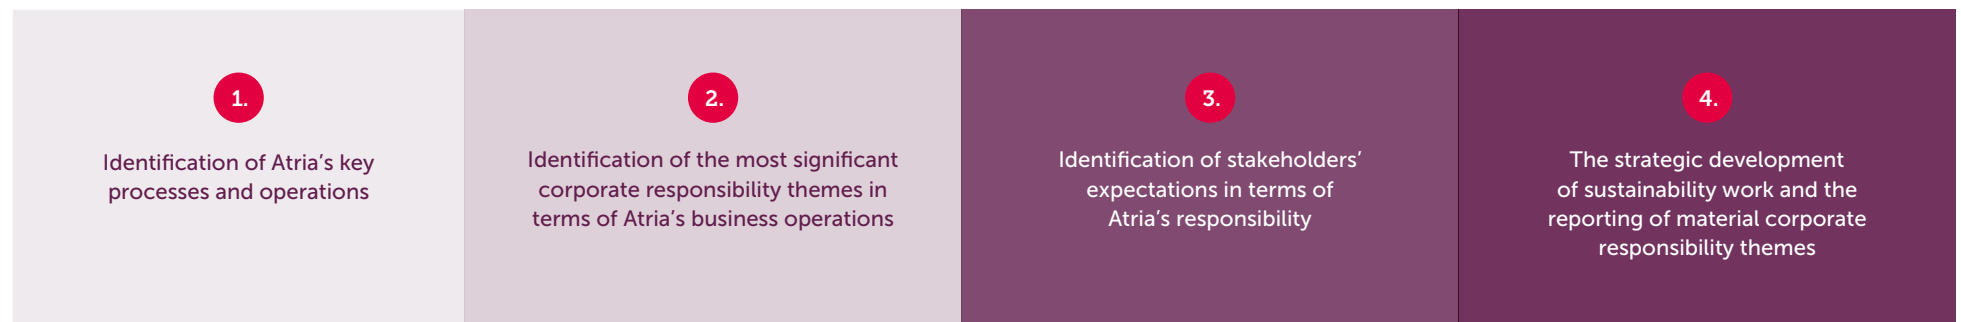 1.
Identification of Atria’s key
processes and operations
2.
Identification of the most significant
corporate responsibility themes in
terms of Atria’s business operations
3.
Identification of stakeholders’
expectations in terms of
Atria’s responsibility
4.
The strategic development
of sustainability work and the
reporting of material corporate
responsibility themes